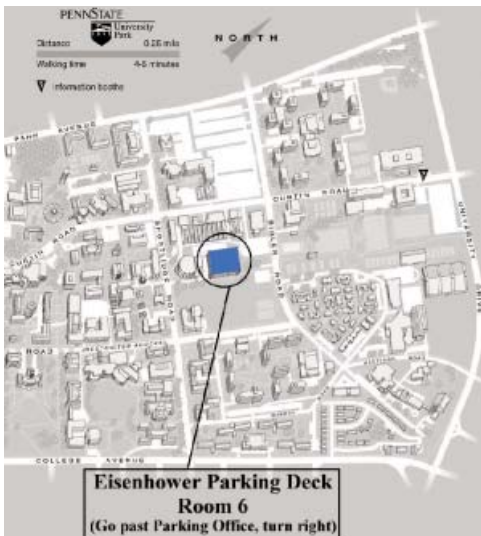 PENNSTATE
University
Park
Distance 0.25 mile
Walking time 4-5 minutes
Information booths
NORTH
PARK AVENUE
CURTIN ROAD
CURTIN ROAD
SHORTLIDGE ROAD
BIGLER ROAD
UNIVERSITY
DRIVE
ROAD
COLLEGE AVENUE
Eisenhower Parking Deck
Room 6
(Go past Parking Office, turn right)